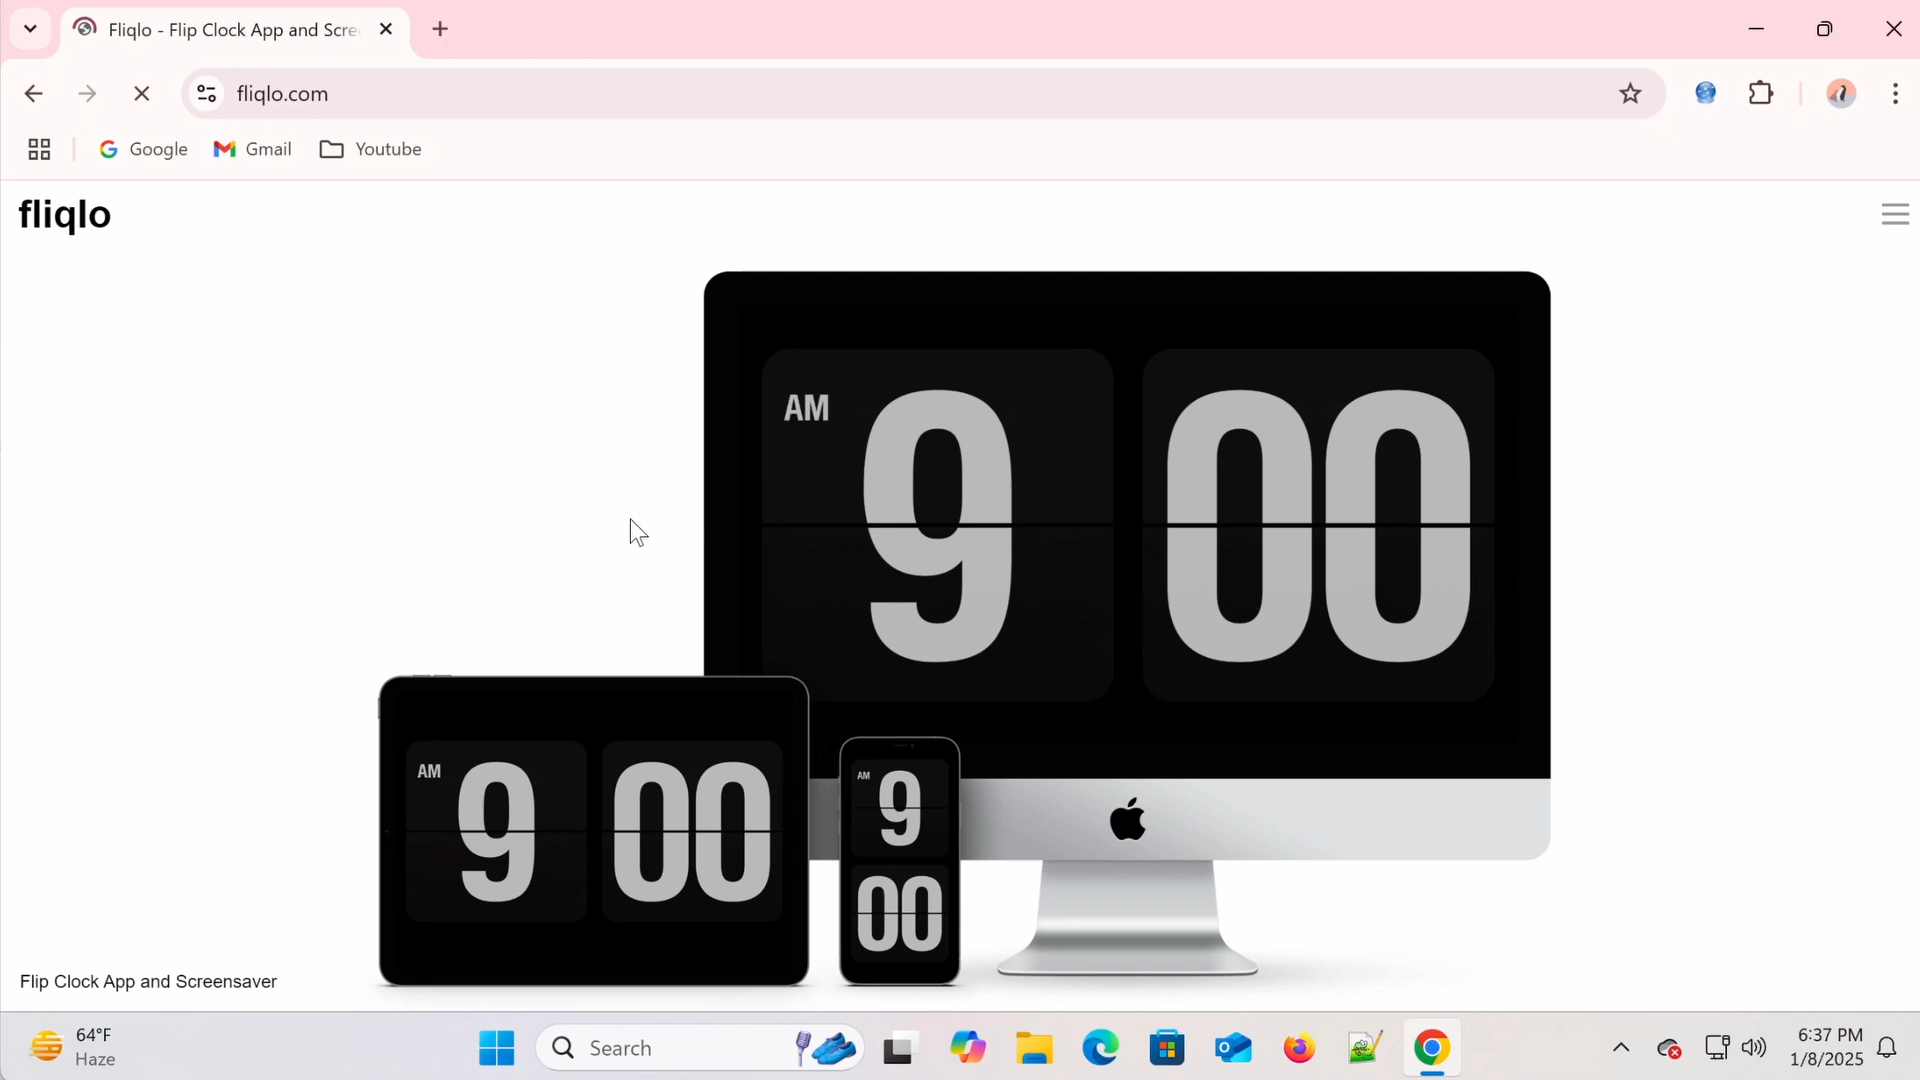 Fliqlo - Flip Clock App and Scre
fliqlo.com
Google
Gmail
Youtube
fliqlo
AM
9
00
AM
9
00
AM
9
00
Flip Clock App and Screensaver
64°F
Haze
Search
6:37 PM
1/8/2025